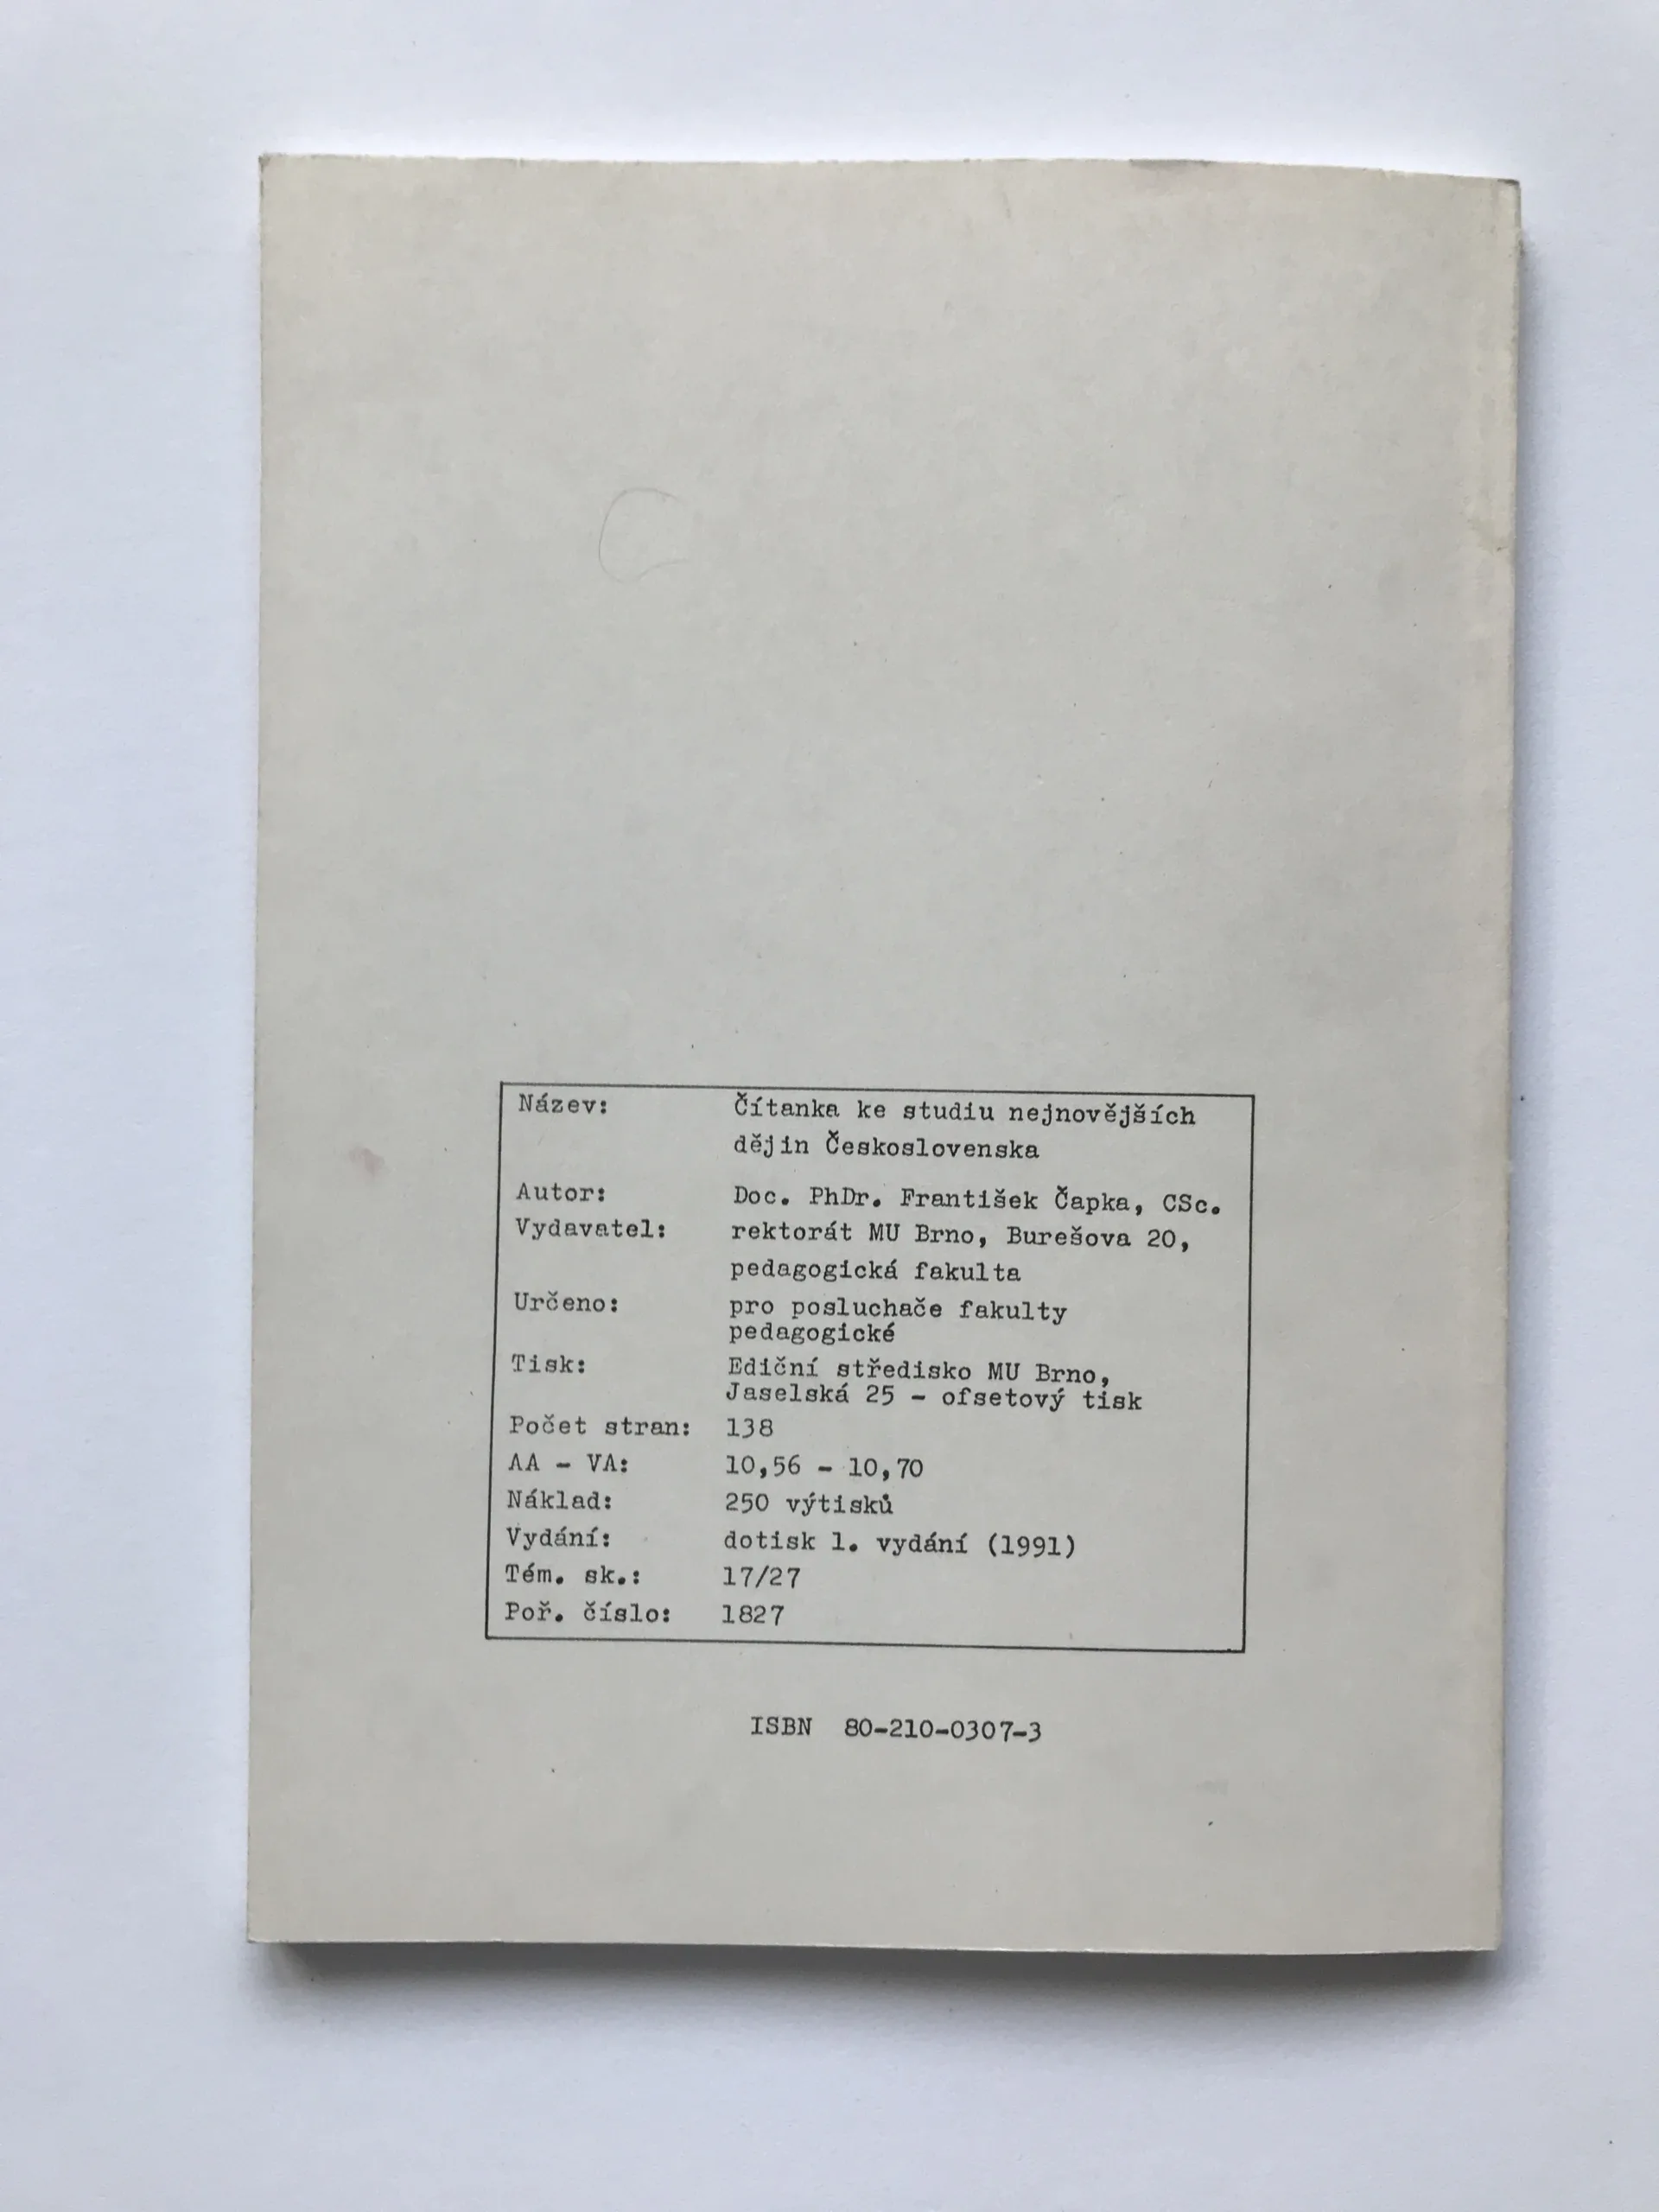 Název: Čítanka ke studiu nejnovějších
dějin Československa
Autor: Doc. PhDr. František Čapka, CSc.
Vydavatel: rektorát MU Brno, Burešova 20,
pedagogická fakulta
Určeno: pro posluchače fakulty
pedagogické
Tisk: Ediční středisko MU Brno,
Jaselská 25 - ofsetový tisk
Počet stran: 138
AA - VA: 10,56 - 10,70
Náklad: 250 výtisků
Vydání: dotisk 1. vydání (1991)
Tém. sk.: 17/27
Poř. číslo: 1827
ISBN 80-210-0307-3